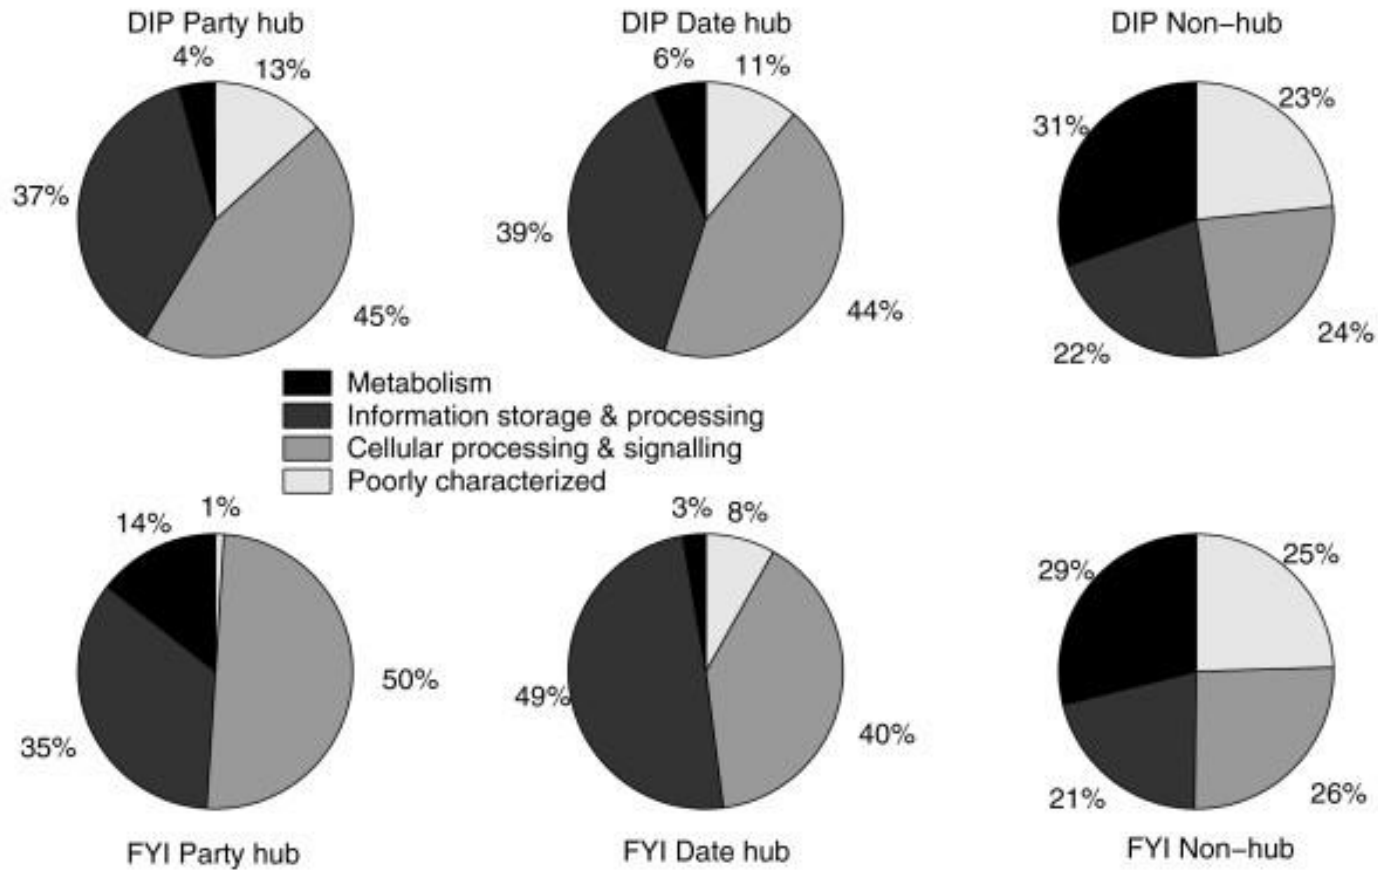 DIP Party hub
4%
13%
37%
45%
DIP Date hub
6%
11%
39%
44%
DIP Non-hub
31%
23%
22%
24%
Metabolism
Information storage & processing
Cellular processing & signalling
Poorly characterized
14%
1%
35%
50%
FYI Party hub
3%
8%
49%
40%
FYI Date hub
29%
25%
21%
26%
FYI Non-hub